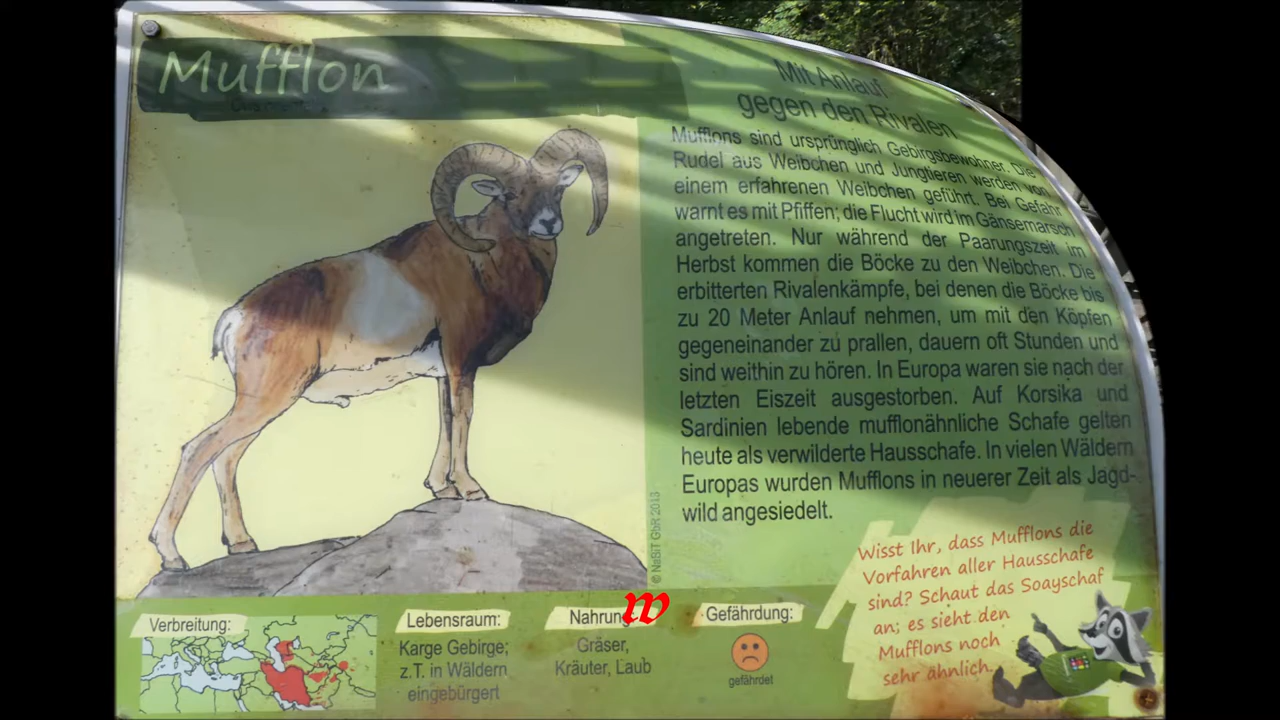 Mufflon
Mit Anlauf
gegen den Rivalen
Mufflons sind ursprünglich Gebirgsbewohner. Die
Rudel aus Weibchen und Jungtieren werden von
einem erfahrenen Weibchen geführt. Bei Gefahr
warnt es mit Pfiffen; die Flucht wird im Gänsemarsch
angetreten. Nur während der Paarungszeit im
Herbst kommen die Böcke zu den Weibchen. Die
erbitterten Rivalenkämpfe, bei denen die Böcke bis
zu 20 Meter Anlauf nehmen, um mit den Köpfen
gegeneinander zu prallen, dauern oft Stunden und
sind weithin zu hören. In Europa waren sie nach der
letzten Eiszeit ausgestorben. Auf Korsika und
Sardinien lebende mufflonähnliche Schafe gelten
heute als verwilderte Hausschafe. In vielen Wäldern
Europas wurden Mufflons in neuerer Zeit als Jagd-
wild angesiedelt.
© NaBiT GbR 2013
Wisst Ihr, dass Mufflons die
Vorfahren aller Hausschafe
sind? Schaut das Soayschaf
an; es sieht den
Mufflons noch
sehr ähnlich.
Verbreitung:
Lebensraum:
Karge Gebirge;
z.T. in Wäldern
eingebürgert
Nahrung:
Gräser,
Kräuter, Laub
Gefährdung:
gefährdet
w